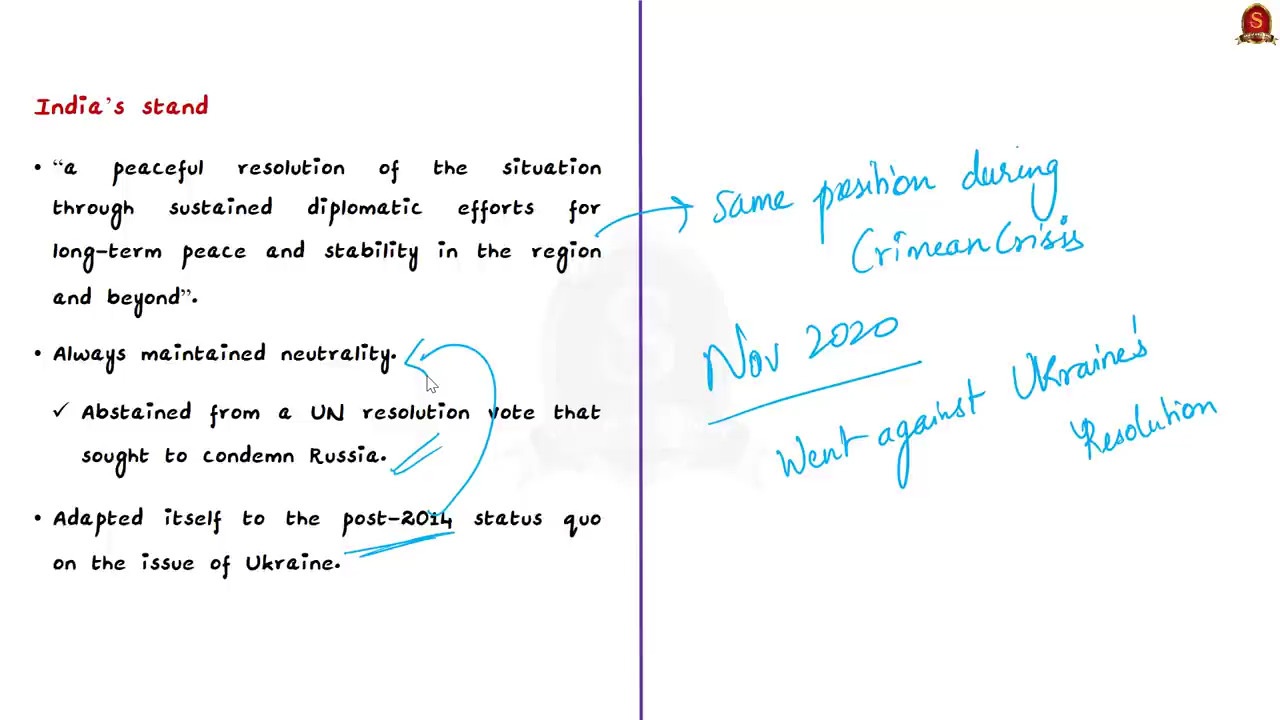 India's stand
• “a peaceful resolution of the situation
through sustained diplomatic efforts for
long-term peace and stability in the region
and beyond”.
• Always maintained neutrality.
✓ Abstained from a UN resolution vote that
sought to condemn Russia.
• Adapted itself to the post-2014 status quo
on the issue of Ukraine.
Same position during
Crimean Crisis
Nov 2020
Went against Ukraine's
Resolution
S